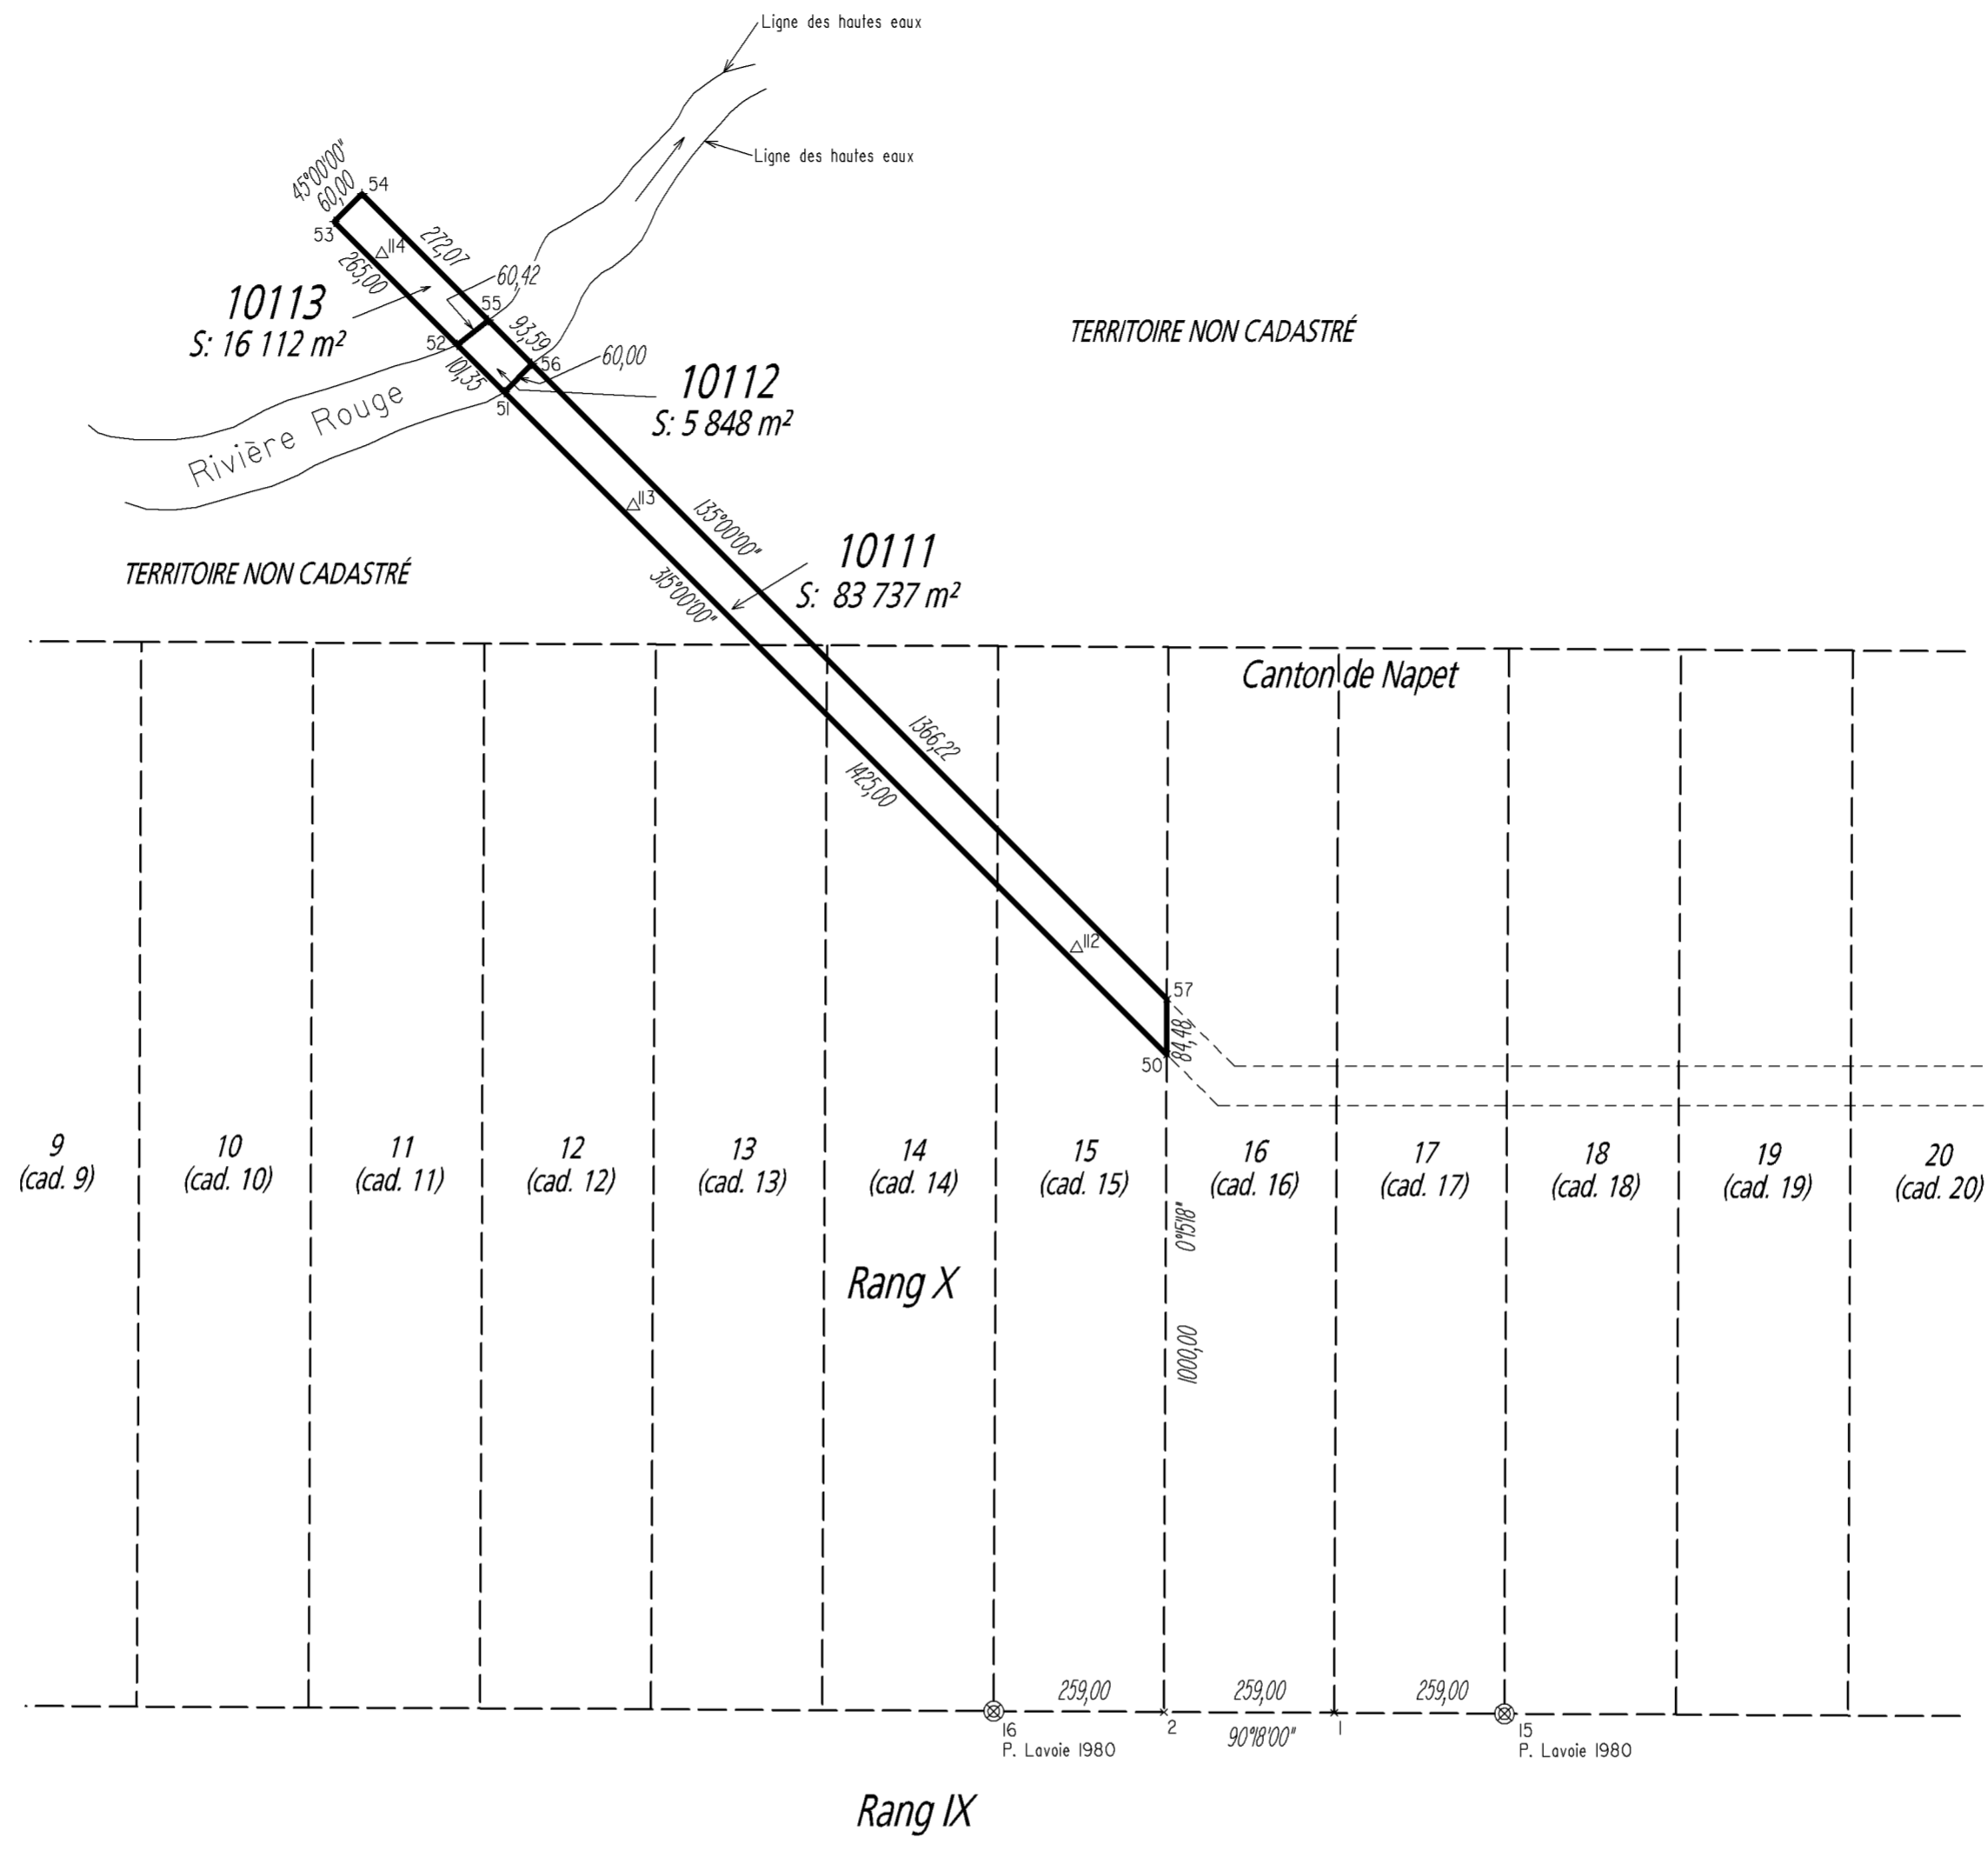 Ligne des hautes eaux
Ligne des hautes eaux
45°00'00"
60,00
54
53
114
272,07
265,00
60,42
10113
S: 16 112 m²
55
93,59
52
101,35
56
60,00
51
10112
S: 5 848 m²
TERRITOIRE NON CADASTRÉ
Rivière Rouge
113
135°00'00"
10111
S: 83 737 m²
TERRITOIRE NON CADASTRÉ
315°00'00"
Canton de Napet
1366,22
1425,00
112
57
84,48
50
9
(cad. 9)
10
(cad. 10)
11
(cad. 11)
12
(cad. 12)
13
(cad. 13)
14
(cad. 14)
15
(cad. 15)
16
(cad. 16)
17
(cad. 17)
18
(cad. 18)
19
(cad. 19)
20
(cad. 20)
0°15'18"
Rang X
1000,00
259,00
259,00
259,00
16
P. Lavoie 1980
2
90°18'00"
1
15
P. Lavoie 1980
Rang IX